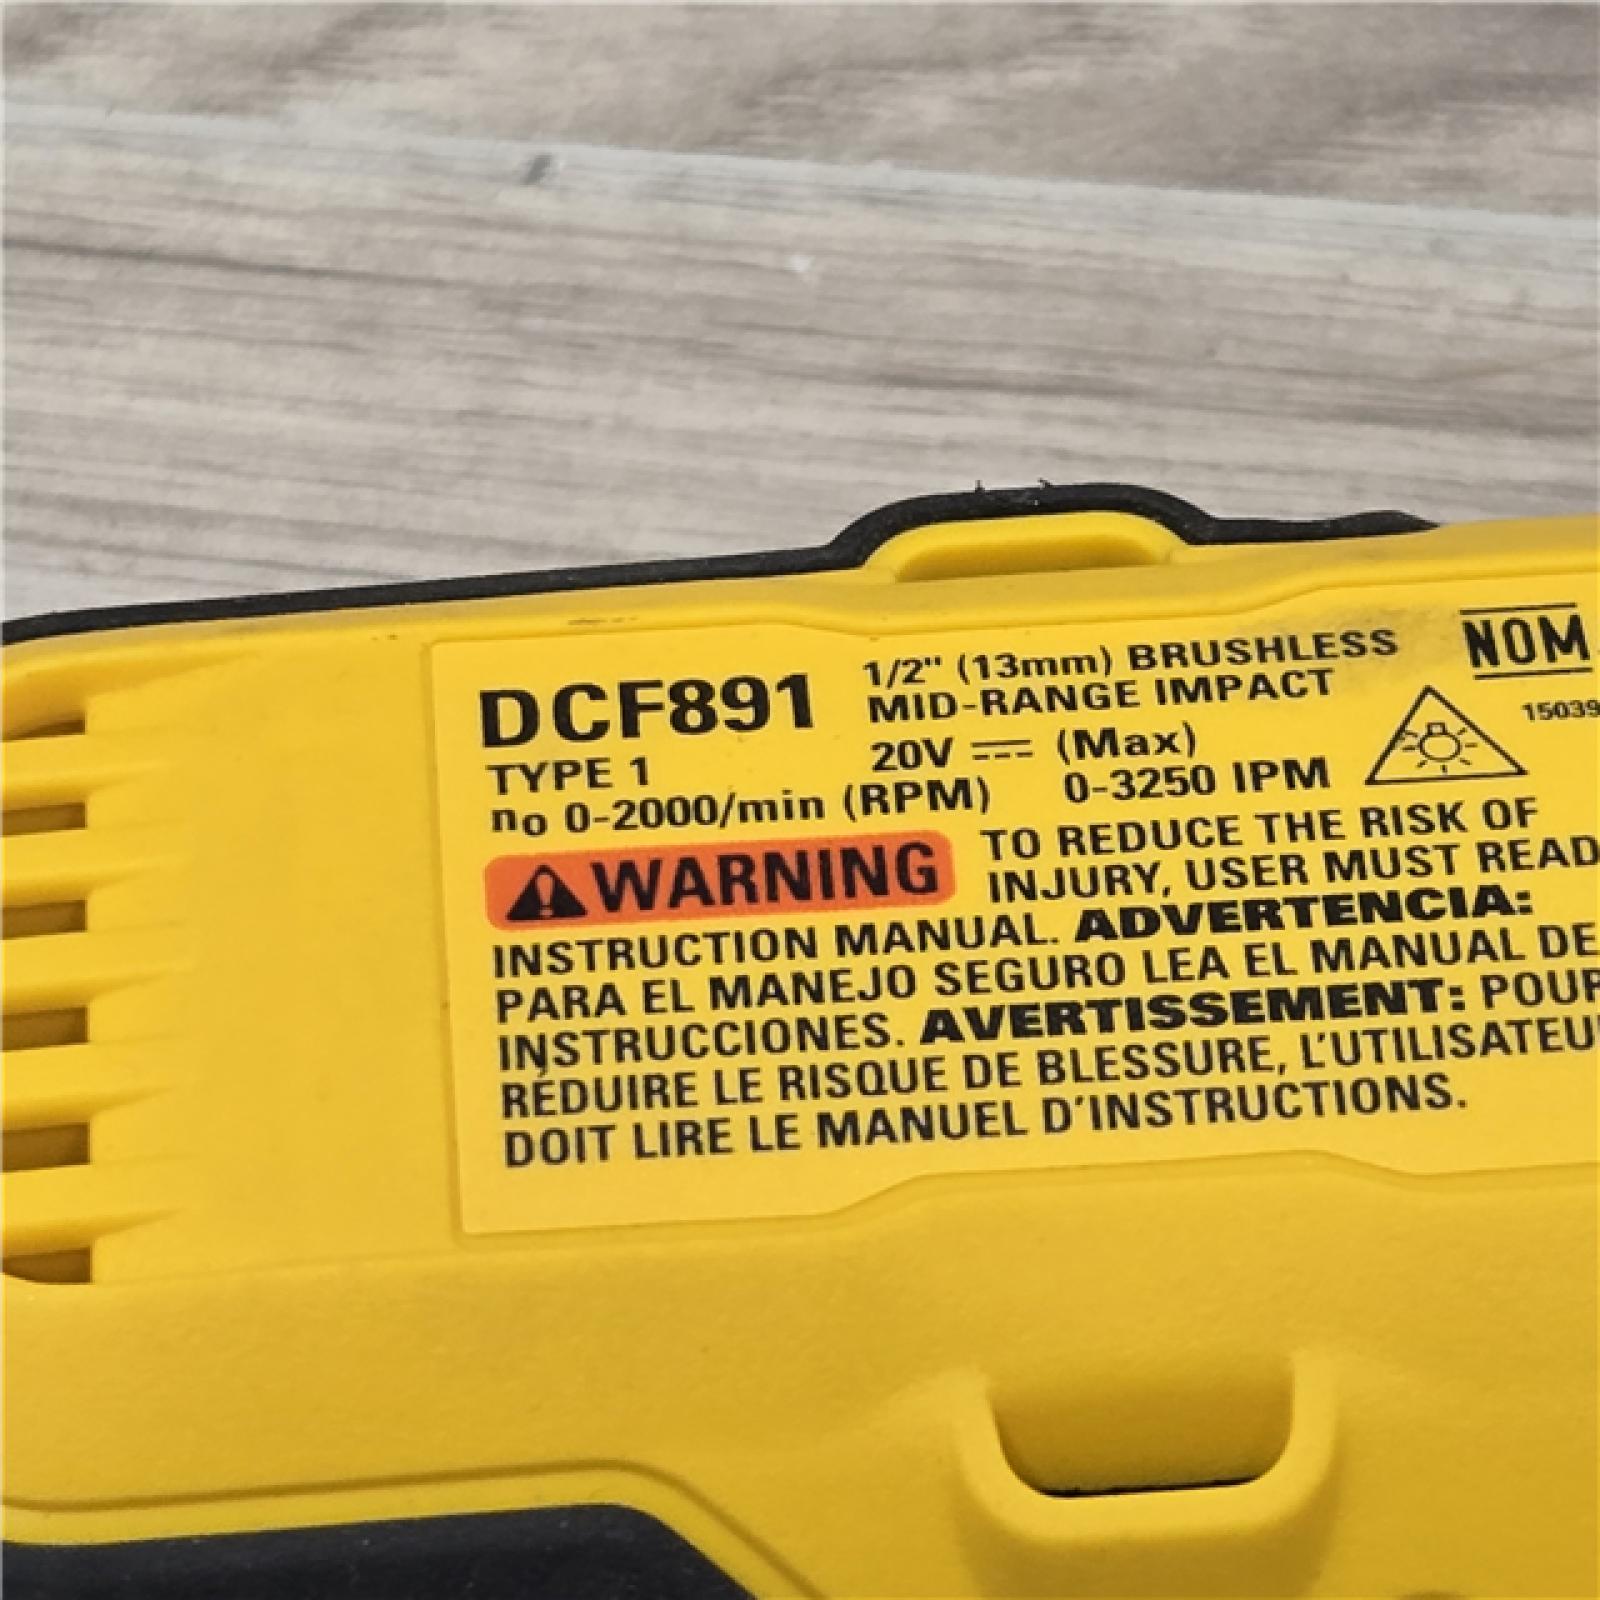 DCF891
1/2" (13mm) BRUSHLESS
MID-RANGE IMPACT
NOM
TYPE 1
20V ⎓ (Max)
15039
no 0-2000/min (RPM) 0-3250 IPM
WARNING TO REDUCE THE RISK OF
INJURY, USER MUST READ
INSTRUCTION MANUAL. ADVERTENCIA:
PARA EL MANEJO SEGURO LEA EL MANUAL DE
INSTRUCCIONES. AVERTISSEMENT: POUR
RÉDUIRE LE RISQUE DE BLESSURE, L'UTILISATEU
DOIT LIRE LE MANUEL D'INSTRUCTIONS.